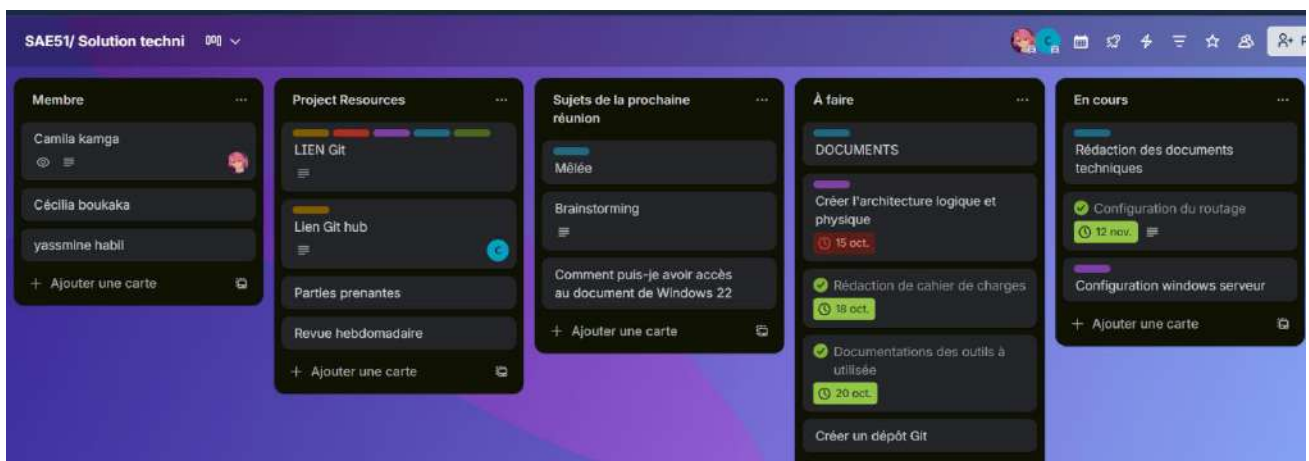 SAE51/ Solution techni
Membre
Camila kamga
Cécilia boukaka
yassmine habil
+ Ajouter une carte
Project Resources
LIEN Git
Lien Git hub
C
Parties prenantes
Revue hebdomadaire
+ Ajouter une carte
Sujets de la prochaine
réunion
Mêlée
Brainstorming
Comment puis-je avoir accès
au document de Windows 22
+ Ajouter une carte
À faire
DOCUMENTS
Créer l'architecture logique et
physique
15 oct.
Rédaction de cahier de charges
18 oct.
Documentations des outils à
utilisée
20 oct.
Créer un dépôt Git
En cours
Rédaction des documents
techniques
Configuration du routage
12 nov.
Configuration windows serveur
+ Ajouter une carte